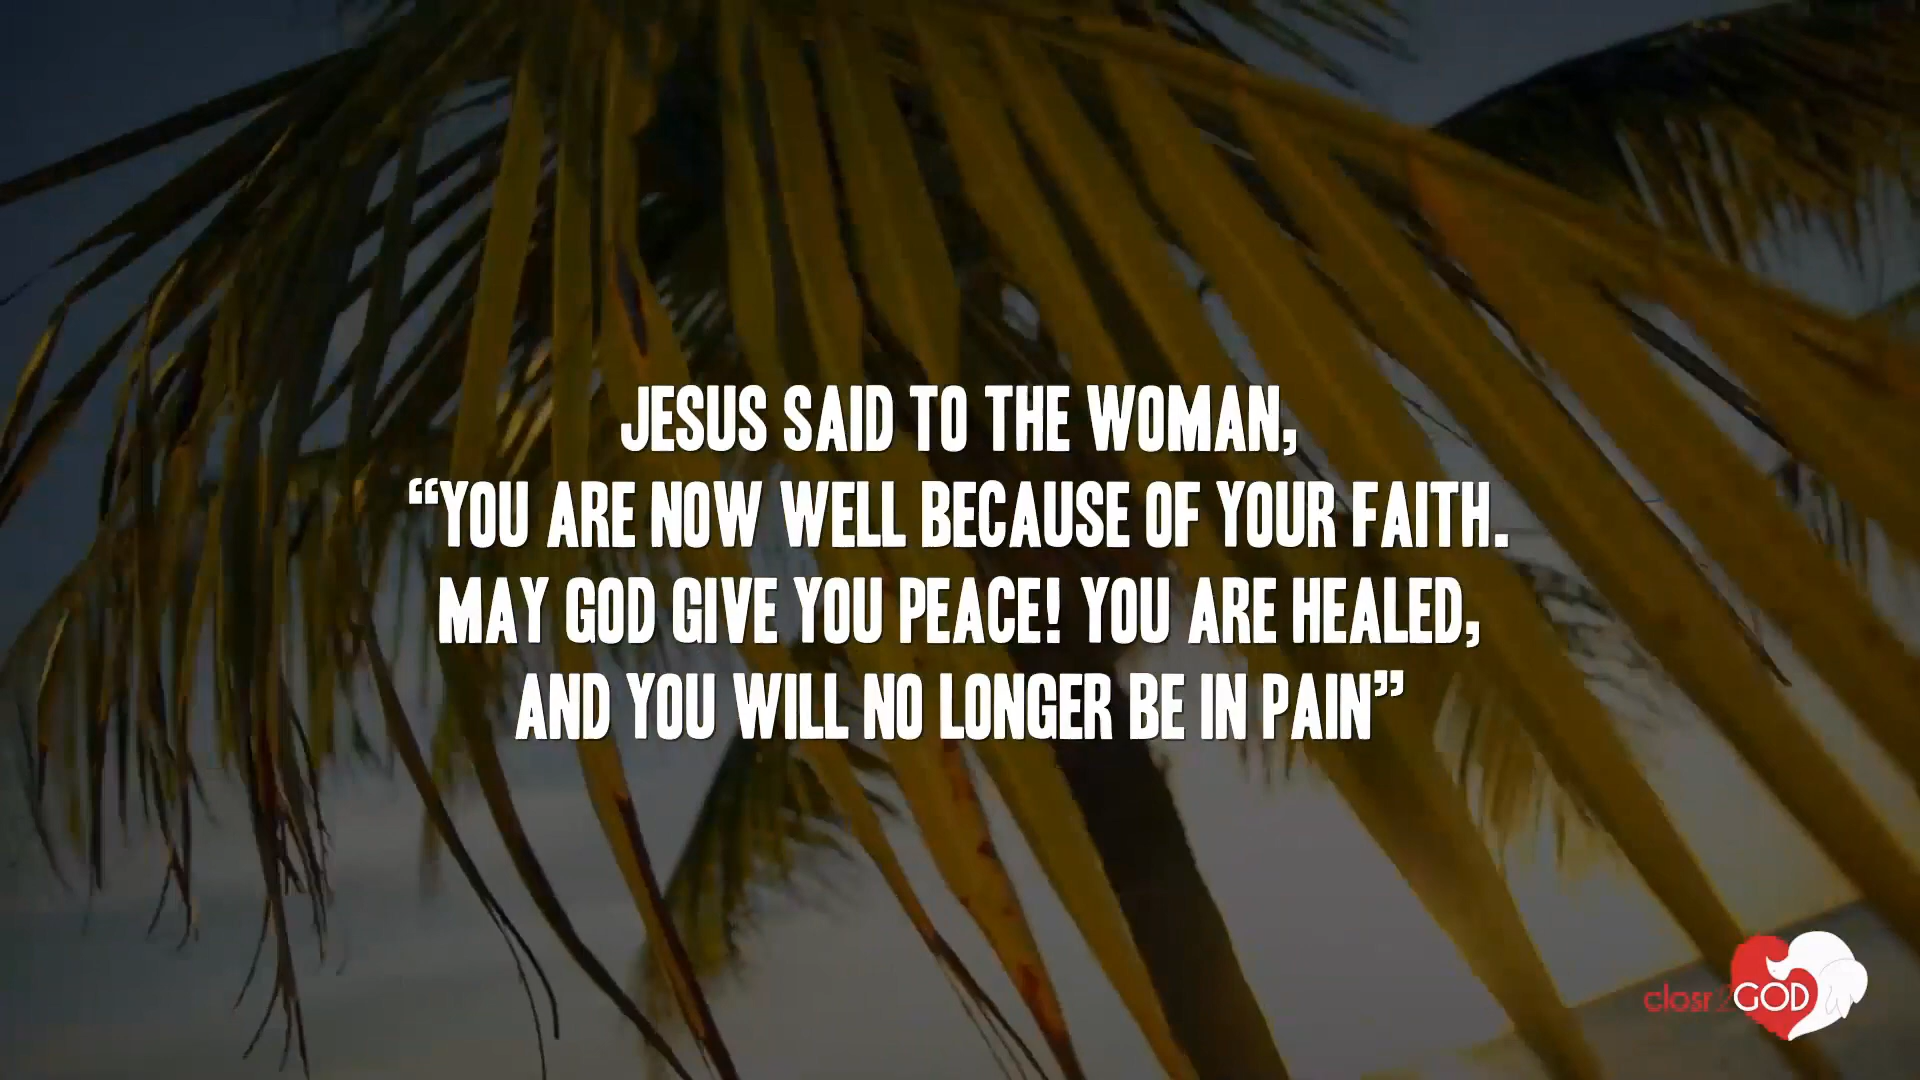 JESUS SAID TO THE WOMAN,
“YOU ARE NOW WELL BECAUSE OF YOUR FAITH.
MAY GOD GIVE YOU PEACE! YOU ARE HEALED,
AND YOU WILL NO LONGER BE IN PAIN”
closr2GOD